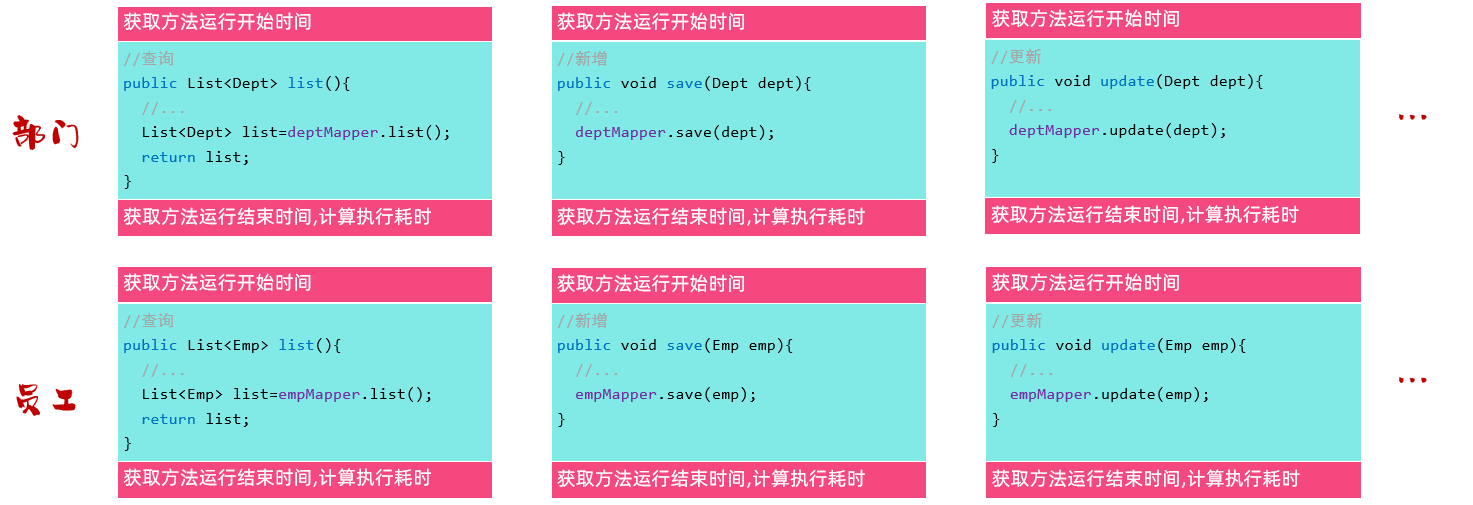 部门
获取方法运行开始时间
//查询
public List<Dept> list(){
//...
List<Dept> list=deptMapper.list();
return list;
}
获取方法运行结束时间,计算执行耗时
获取方法运行开始时间
//新增
public void save(Dept dept){
//...
deptMapper.save(dept);
}
获取方法运行结束时间,计算执行耗时
获取方法运行开始时间
//更新
public void update(Dept dept){
//...
deptMapper.update(dept);
}
获取方法运行结束时间,计算执行耗时
...
员工
获取方法运行开始时间
//查询
public List<Emp> list(){
//...
List<Emp> list=empMapper.list();
return list;
}
获取方法运行结束时间,计算执行耗时
获取方法运行开始时间
//新增
public void save(Emp emp){
//...
empMapper.save(emp);
}
获取方法运行结束时间,计算执行耗时
获取方法运行开始时间
//更新
public void update(Emp emp){
//...
empMapper.update(emp);
}
获取方法运行结束时间,计算执行耗时
...